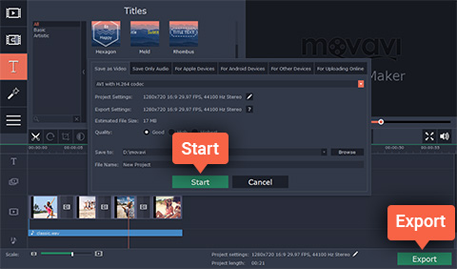 Titles
All
Basic
Artistic
Be Happy
Hexagon
Mold
Rhombus
movavi
Maker
Save as Video
Save Only Audio
For Apple Devices
For Android Devices
For Other Devices
For Uploading Online
AVI with H.264 codec
Project Settings: 1280x720 16:9 29.97 FPS, 44100 Hz Stereo
Export Settings: 1280x720 16:9 29.97 FPS, 44100 Hz Stereo ?
Estimated File Size: 17 MB
Quality: Good
Save to: D:\movavi Browse
File Name: New Project
Start
Start
Cancel
classic.wav
Export
Scale:
Project settings: 1280x720 16:9 29.97 FPS, 44100 Hz Stereo
Project length: 00:21
Export